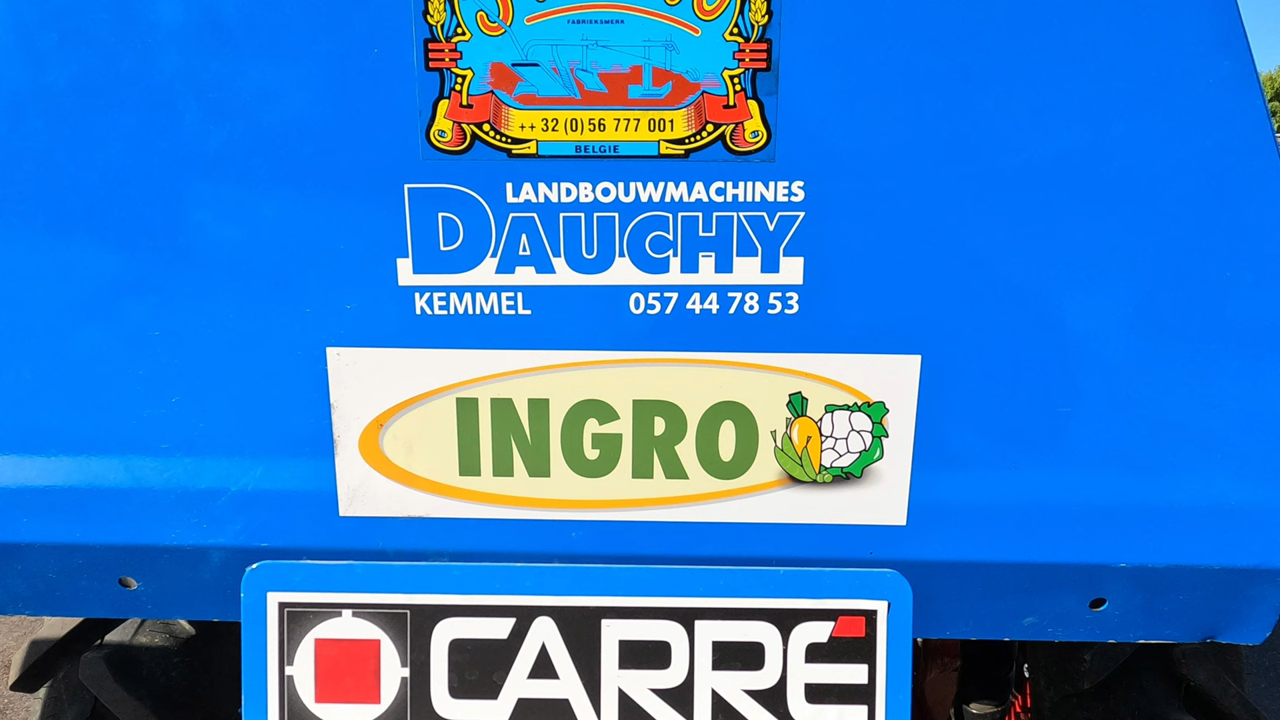 FABRIEKSMERK
++ 32 (0) 56 777 001
BELGIE
LANDBOUWMACHINES
DAUCHY
KEMMEL 057 44 78 53
INGRO
CARRÉ